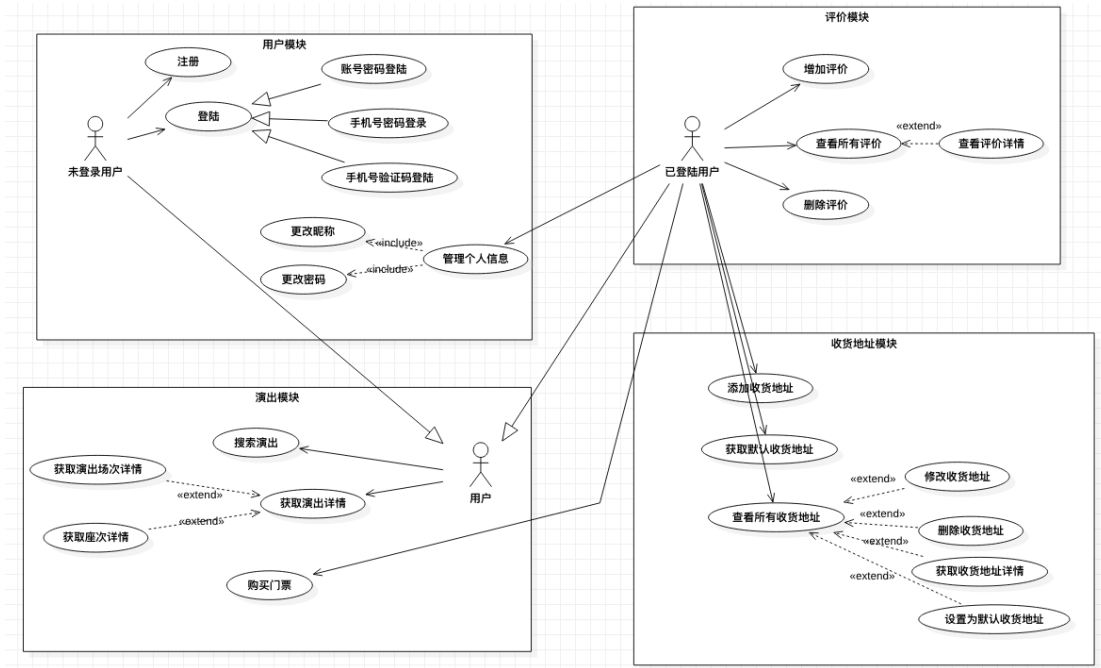 用户模块
注册
登陆
账号密码登陆
手机号密码登录
手机号验证码登陆
未登录用户
更改昵称
«include»
更改密码
«include»
管理个人信息
评价模块
增加评价
查看所有评价
«extend»
查看评价详情
删除评价
已登陆用户
演出模块
搜索演出
获取演出场次详情
«extend»
获取演出详情
获取座次详情
«extend»
购买门票
用户
收货地址模块
添加收货地址
获取默认收货地址
查看所有收货地址
«extend»
修改收货地址
«extend»
删除收货地址
«extend»
获取收货地址详情
«extend»
设置为默认收货地址